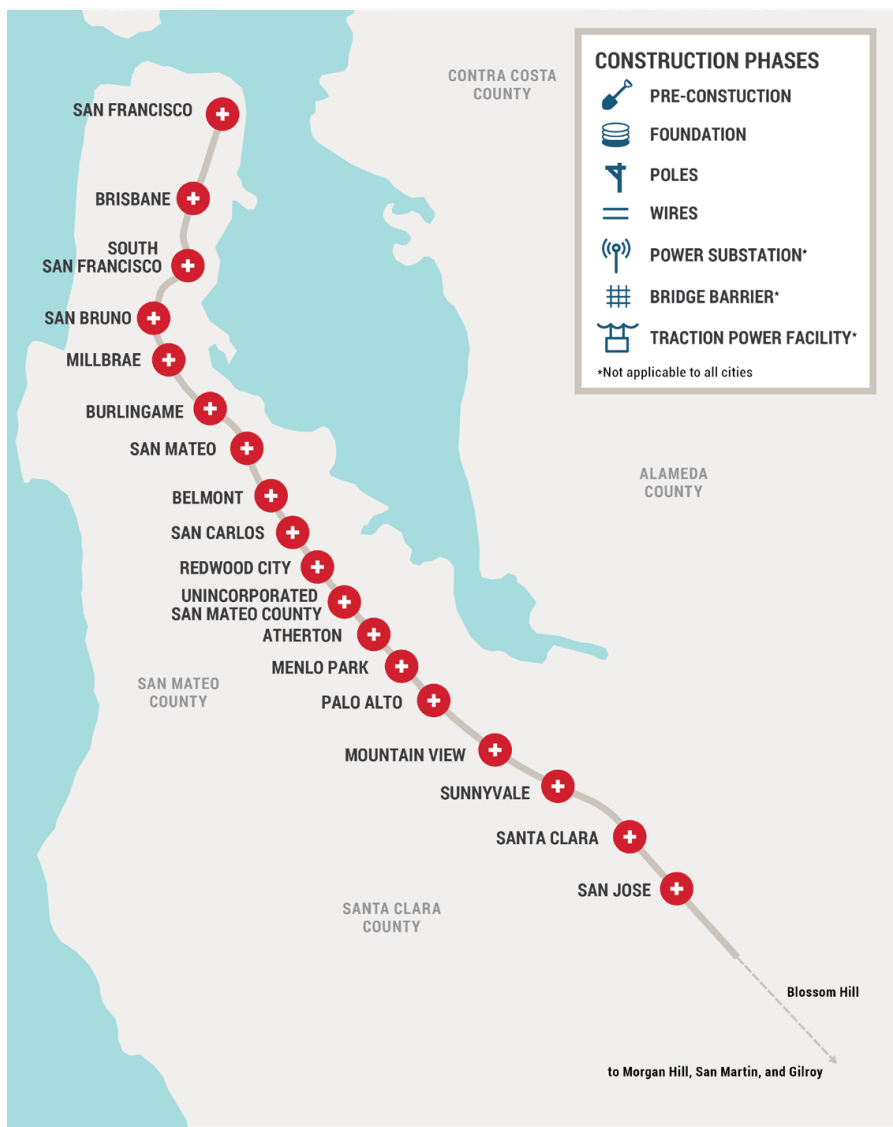 CONTRA COSTA
COUNTY
CONSTRUCTION PHASES
PRE-CONSTUCTION
FOUNDATION
POLES
WIRES
POWER SUBSTATION*
BRIDGE BARRIER*
TRACTION POWER FACILITY*
*Not applicable to all cities
SAN FRANCISCO
BRISBANE
SOUTH
SAN FRANCISCO
SAN BRUNO
MILLBRAE
BURLINGAME
SAN MATEO
BELMONT
SAN CARLOS
REDWOOD CITY
UNINCORPORATED
SAN MATEO COUNTY
ATHERTON
MENLO PARK
PALO ALTO
MOUNTAIN VIEW
SUNNYVALE
SANTA CLARA
SAN JOSE
ALAMEDA
COUNTY
SAN MATEO
COUNTY
SANTA CLARA
COUNTY
Blossom Hill
to Morgan Hill, San Martin, and Gilroy